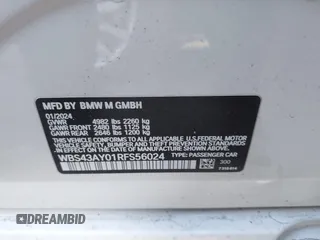 MFD BY BMW M GMBH
01/2024
GVWR 4982 lbs 2260 kg
GAWR FRONT 2480 lbs 1125 kg
GAWR REAR 2646 lbs 1200 kg
THIS VEHICLE CONFORMS TO ALL APPLICABLE
FEDERAL MOTOR VEHICLE SAFETY, BUMPER,
AND THEFT PREVENTION STANDARDS IN EFFECT
ON THE DATE OF MANUFACTURE SHOWN ABOVE.
WBS43AY01RFS56024 TYPE: PASSENGER CAR
300
DREAMBID